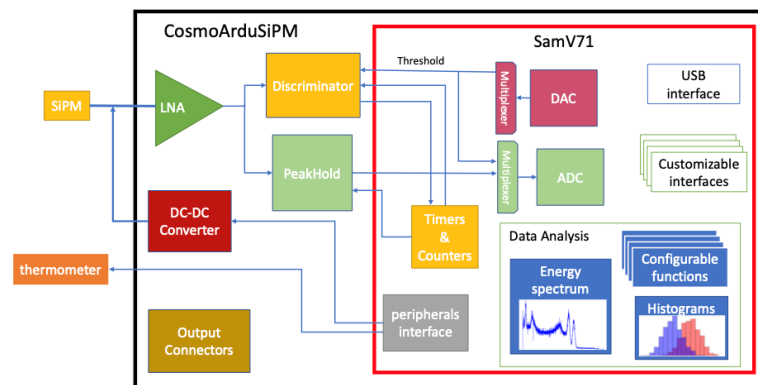 CosmoArduSiPM
SamV71
Threshold
SiPM
LNA
Discriminator
Multiplexer
DAC
USB
interface
PeakHold
Multiplexer
ADC
Customizable
interfaces
DC-DC
Converter
Timers
&
Counters
Data Analysis
Energy
spectrum
Configurable
functions
thermometer
Histograms
peripherals
interface
Output
Connectors